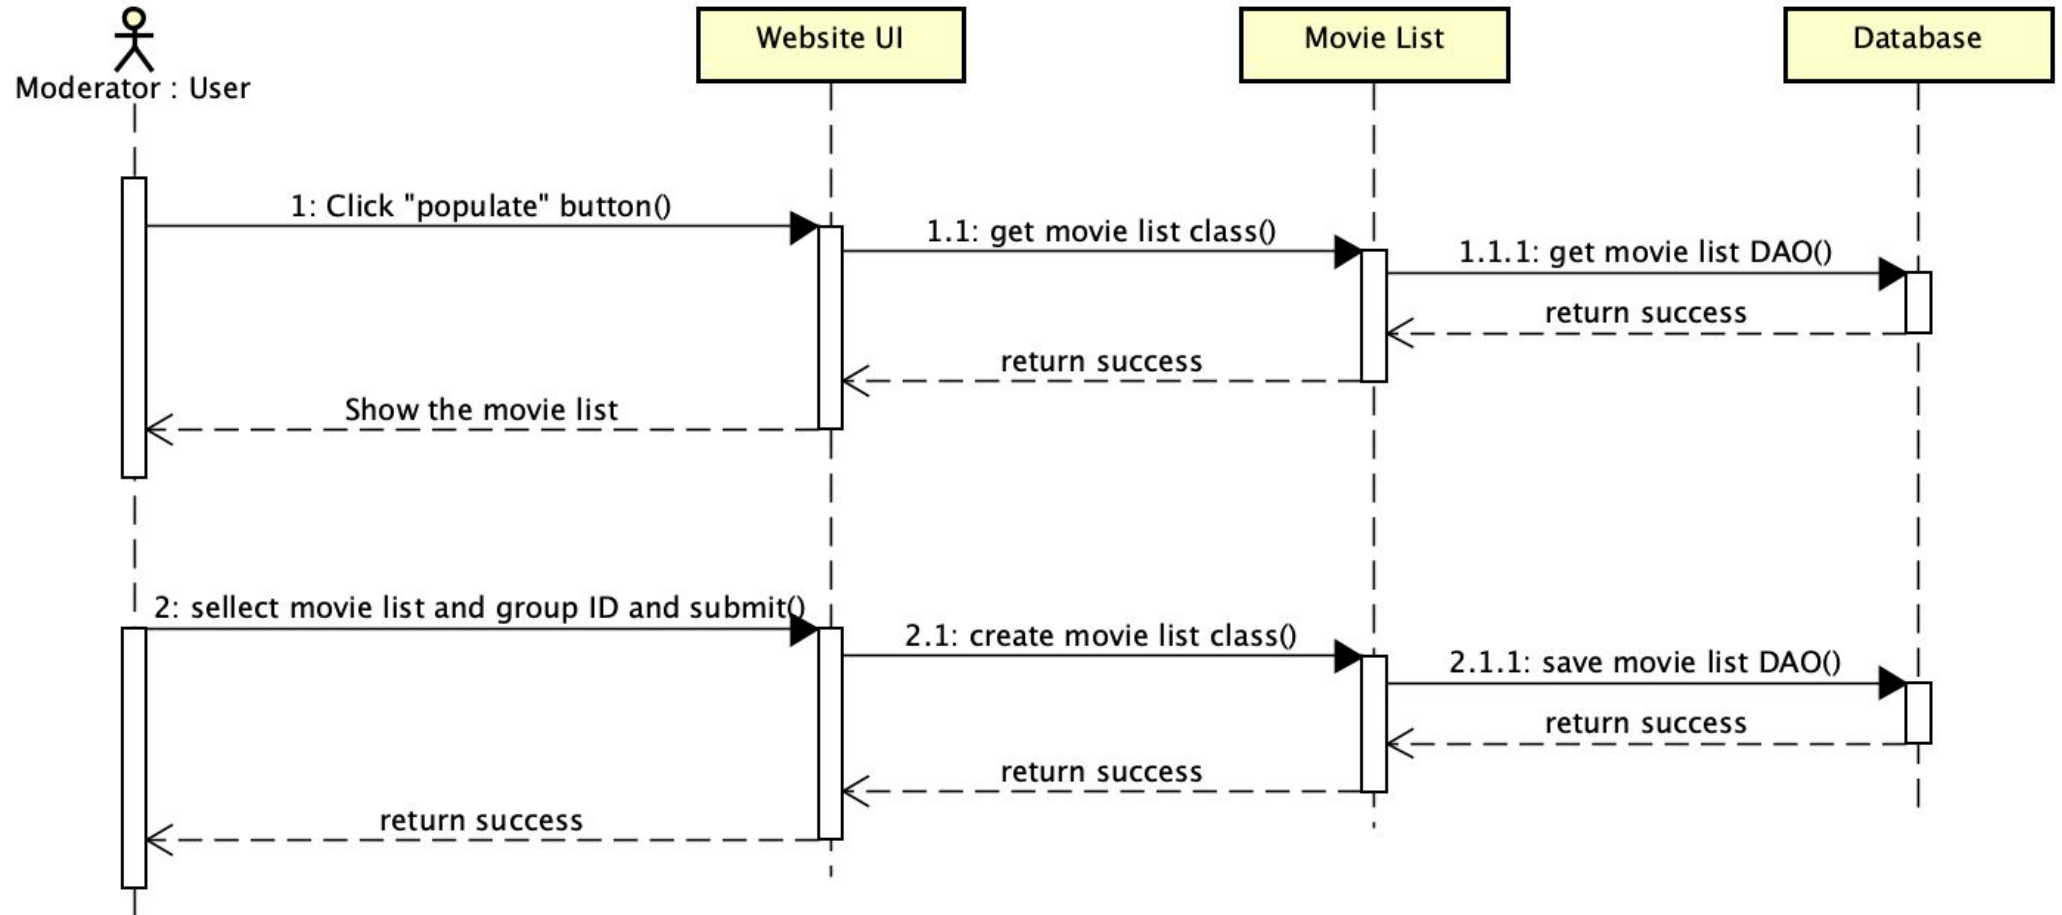 Moderator : User
Website UI
Movie List
Database
1: Click "populate" button()
1.1: get movie list class()
1.1.1: get movie list DAO()
return success
return success
Show the movie list
2: sellect movie list and group ID and submit()
2.1: create movie list class()
2.1.1: save movie list DAO()
return success
return success
return success